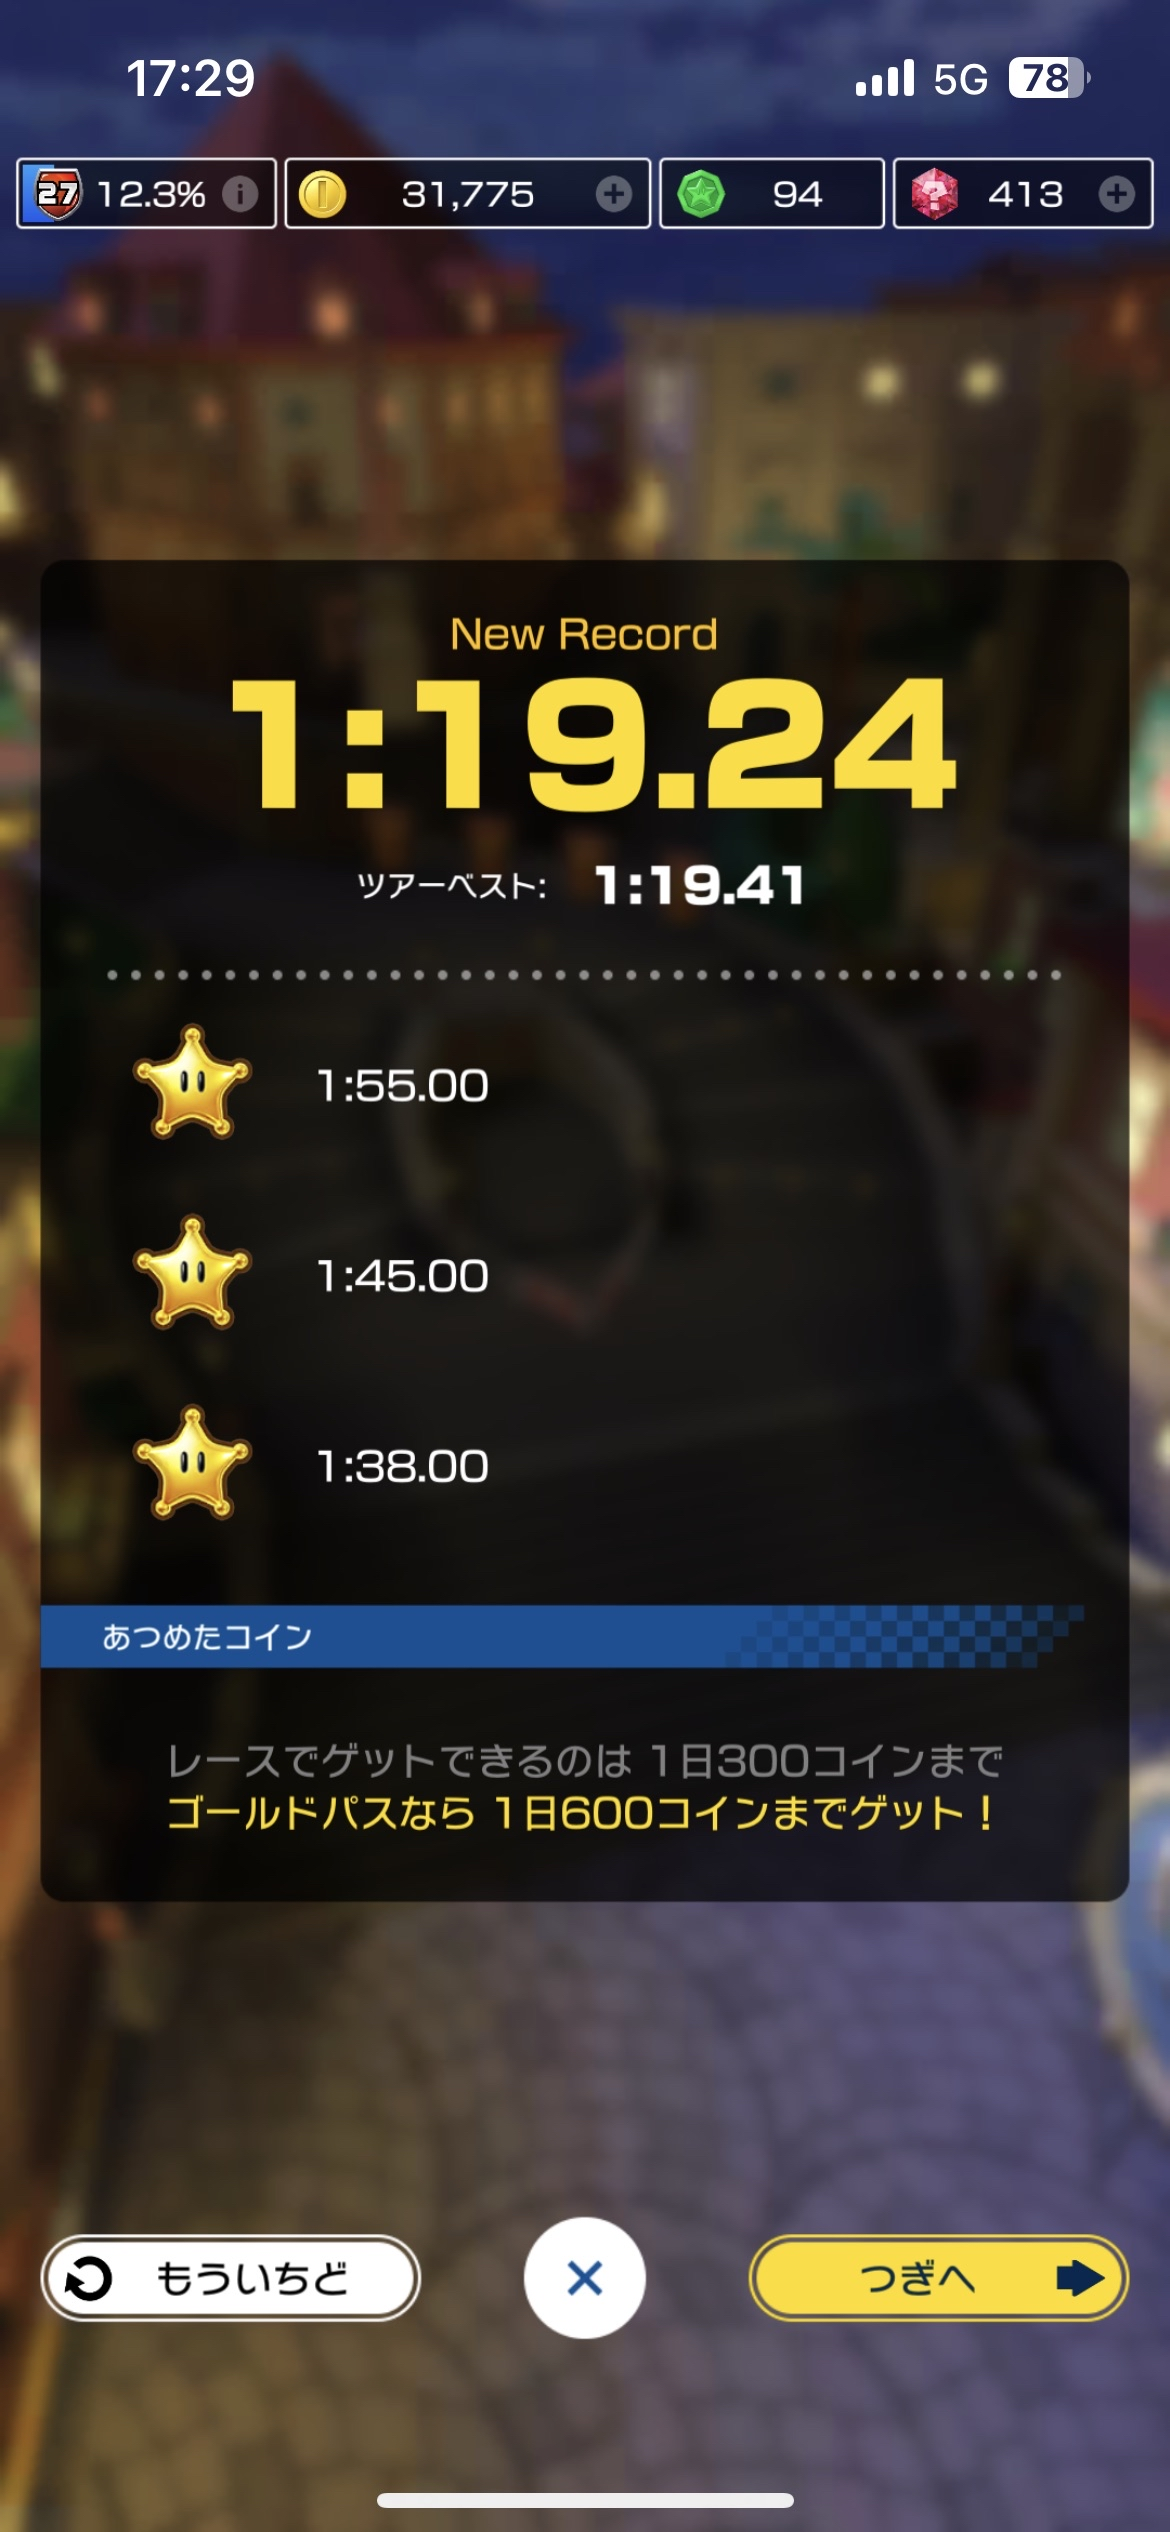 17:29
5G 78
27 12.3% i 31,775 + 94 413 +
New Record
1:19.24
ツアーベスト: 1:19.41
1:55.00
1:45.00
1:38.00
あつめたコイン
レースでゲットできるのは 1日300コインまで
ゴールドパスなら 1日600コインまでゲット！
もういちど × つぎへ